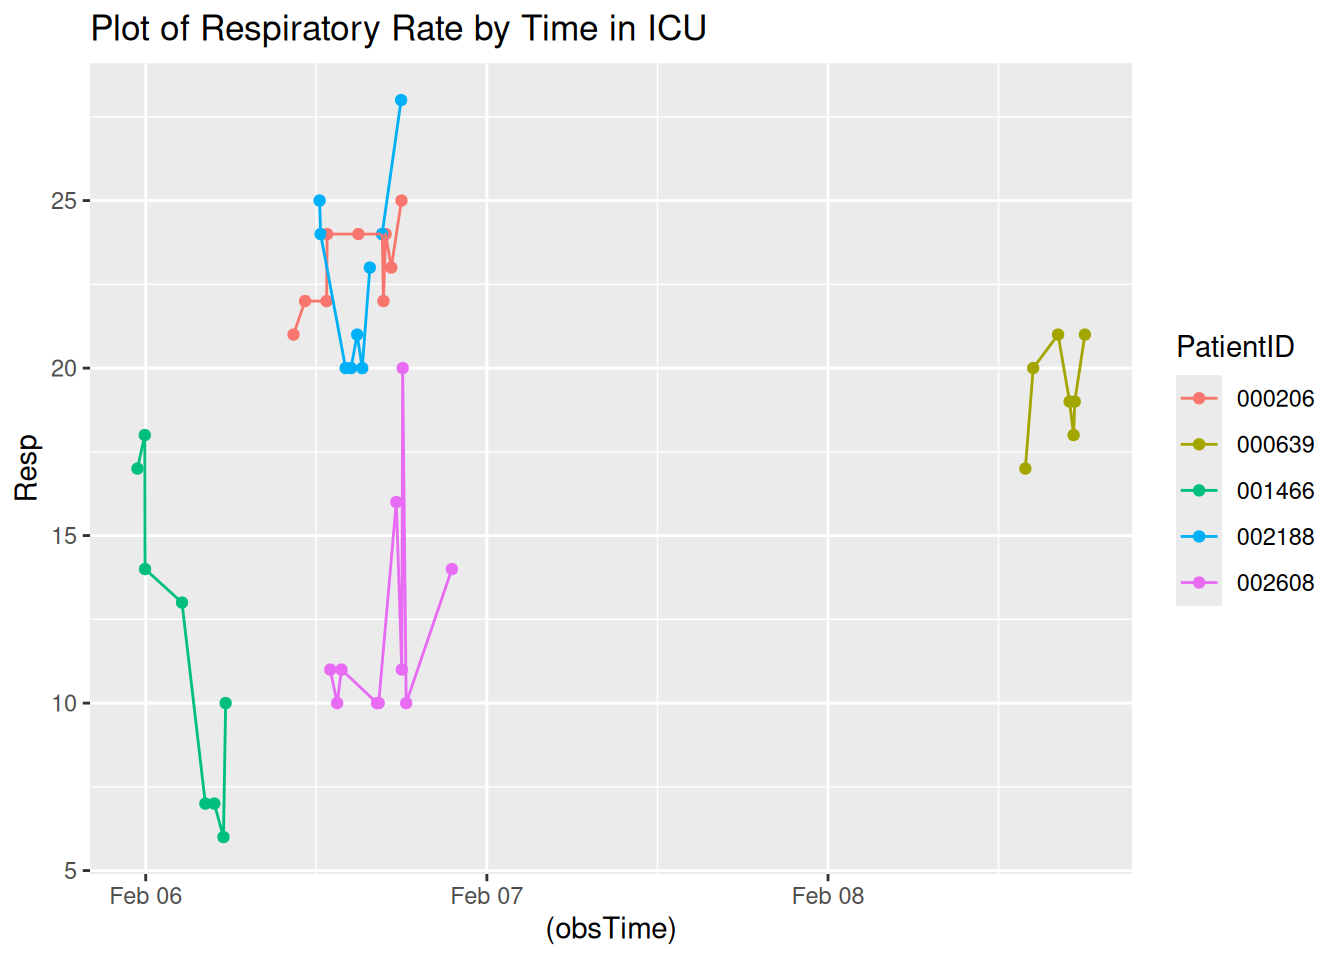 Plot of Respiratory Rate by Time in ICU
Resp
25
20
15
10
5
Feb 06
Feb 07
Feb 08
(obsTime)
PatientID
000206
000639
001466
002188
002608